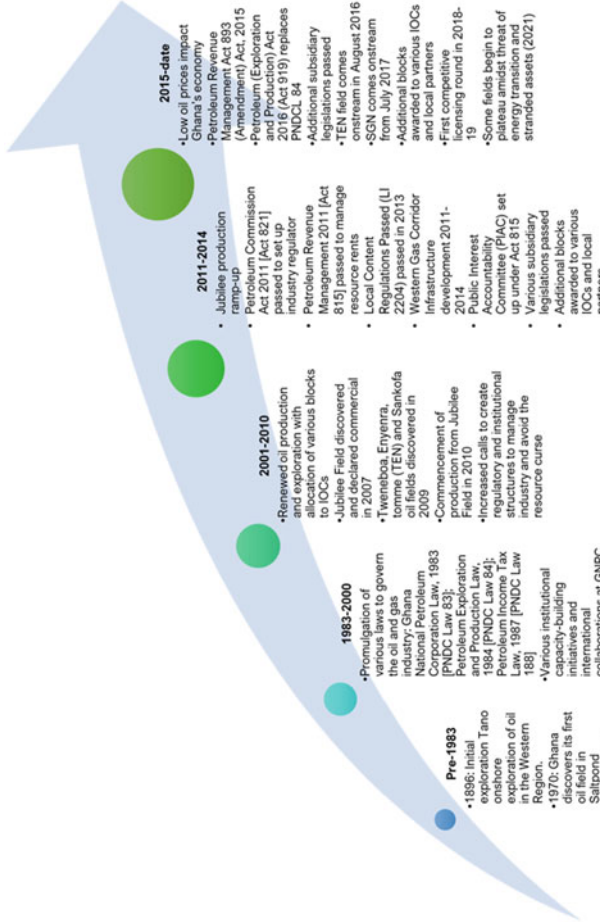 Pre-1983
•1896: Initial
exploration Tano
onshore
exploration of oil
in the Western
Region.
•1970: Ghana
discovers its first
oil field in
Saltpond
1983-2000
•Promulgation of
various laws to govern
the oil and gas
industry: Ghana
National Petroleum
Corporation Law, 1983
[PNDC Law 83];
Petroleum Exploration
and Production Law,
1984 [PNDC Law 84];
Petroleum Income Tax
Law, 1987 [PNDC Law
188]
•Various institutional
capacity-building
initiatives and
international
collaborations at GNPC
2001-2010
•Renewed oil production
and exploration with
allocation of various blocks
to IOCs
•Jubilee Field discovered
and declared commercial
in 2007
•Tweneboa, Enyenra,
tomme (TEN) and Sankofa
oil fields discovered in
2009
•Commencement of
production from Jubilee
Field in 2010
•Increased calls to create
regulatory and institutional
structures to manage
industry and avoid the
resource curse
2011-2014
• Jubilee production
ramp-up
• Petroleum Commission
Act 2011 [Act 821]
passed to set up
industry regulator
• Petroleum Revenue
Management 2011 [Act
815] passed to manage
resource rents
• Local Content
Regulations Passed (LI
2204) passed in 2013
• Western Gas Corridor
Infrastructure
development 2011-
2014
• Public Interest
Accountability
Committee (PIAC) set
up under Act 815
• Various subsidiary
legislations passed
• Additional blocks
awarded to various
IOCs and local
partners
2015-date
•Low oil prices impact
Ghana's economy
•Petroleum Revenue
Management Act 893
(Amendment) Act, 2015
•Petroleum (Exploration
and Production) Act
2016 (Act 919) replaces
PNDCL 84
•Additional subsidiary
legislations passed
•TEN field comes
onstream in August 2016
•SGN comes onstream
from July 2017
•Additional blocks
awarded to various IOCs
and local partners
•First competitive
licensing round in 2018-
19
•Some fields begin to
plateau amidst threat of
energy transition and
stranded assets (2021)